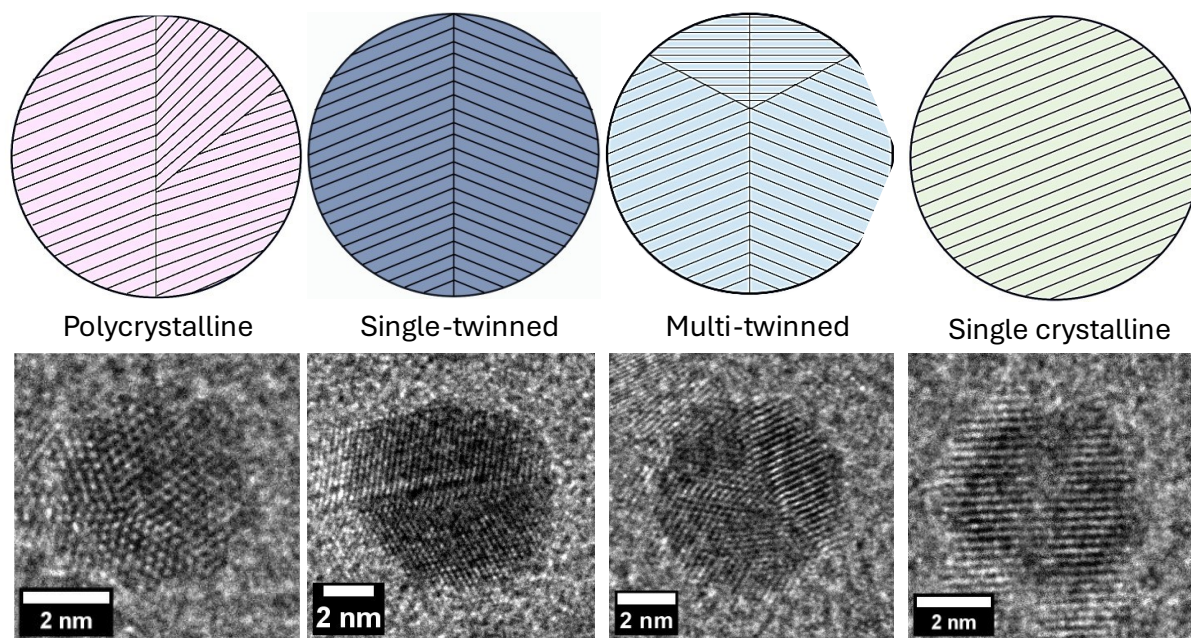 Polycrystalline
Single-twinned
Multi-twinned
Single crystalline
2 nm
2 nm
2 nm
2 nm